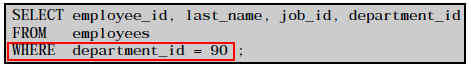 SELECT employee_id, last_name, job_id, department_id
FROM employees
WHERE department_id = 90 ;